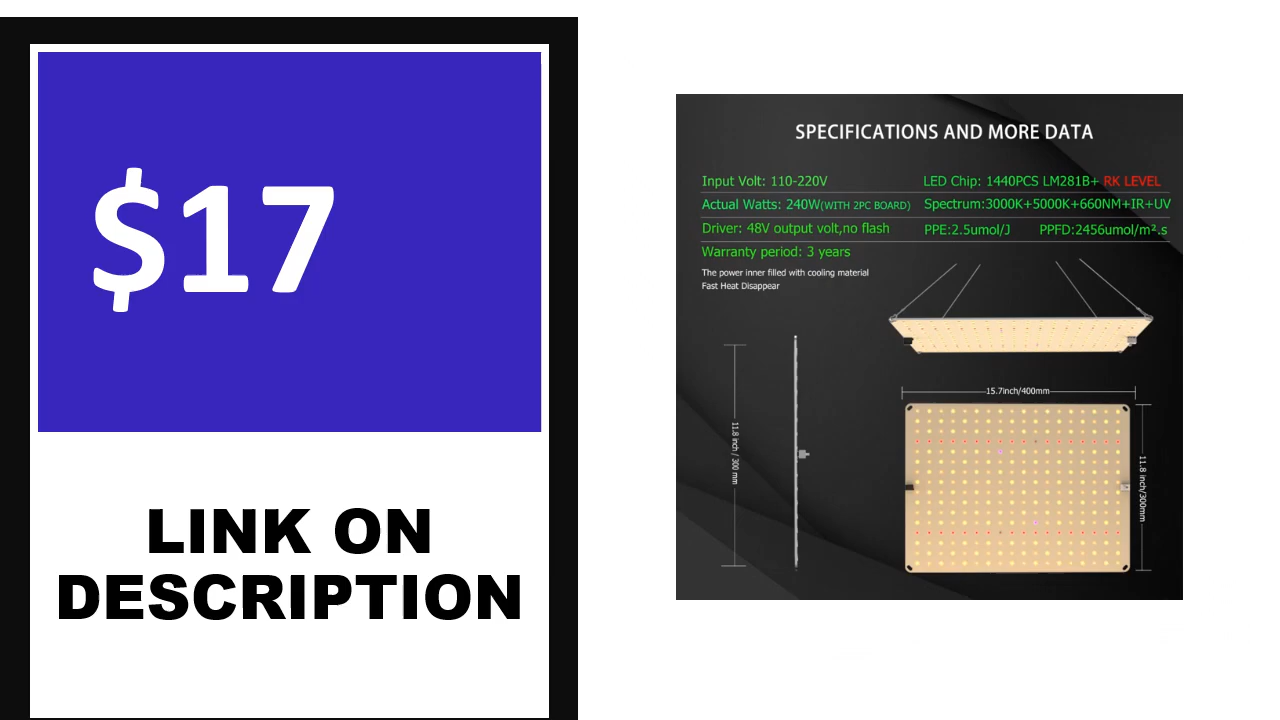 $17
LINK ON
DESCRIPTION
SPECIFICATIONS AND MORE DATA
Input Volt: 110-220V
LED Chip: 1440PCS LM281B+ RK LEVEL
Actual Watts: 240W(WITH 2PC BOARD)
Spectrum:3000K+5000K+660NM+IR+UV
Driver: 48V output volt,no flash
PPE:2.5umol/J PPFD:2456umol/m².s
Warranty period: 3 years
The power inner filled with cooling material
Fast Heat Disappear
15.7inch/400mm
11.8 inch / 300 mm
11.8 inch/300mm